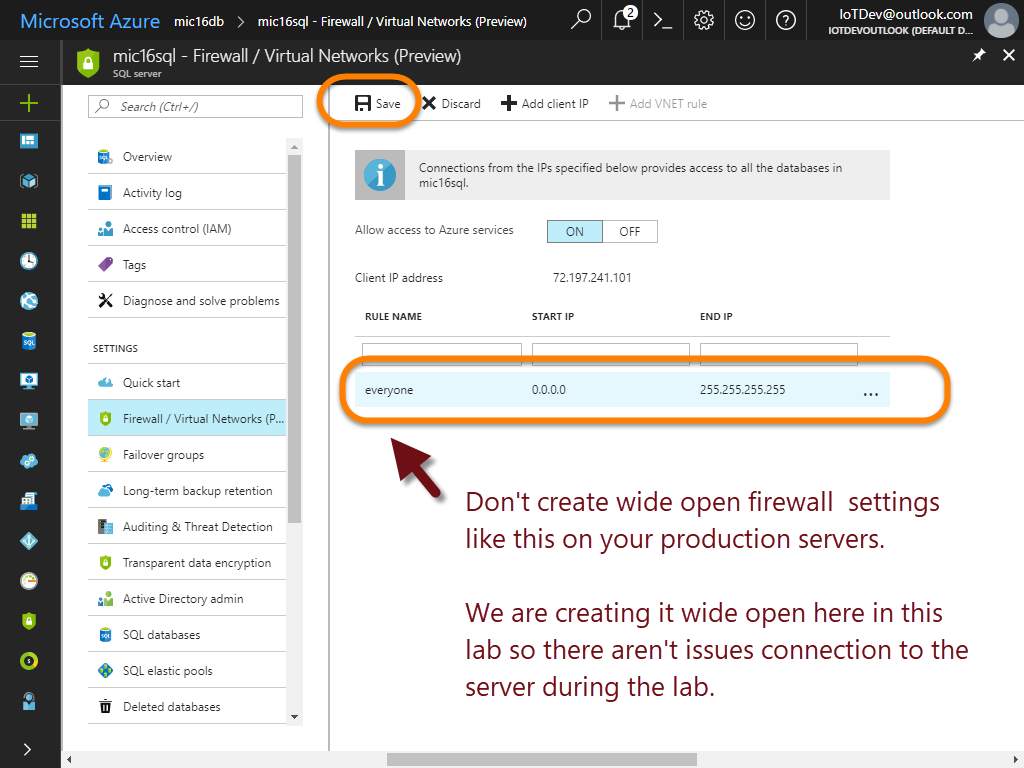 Microsoft Azure mic16db > mic16sql - Firewall / Virtual Networks (Preview)
2
IoTDev@outlook.com
IOTDEVOUTLOOK (DEFAULT D...
mic16sql - Firewall / Virtual Networks (Preview)
SQL server
Search (Ctrl+/)
Overview
Activity log
Access control (IAM)
Tags
Diagnose and solve problems
SETTINGS
Quick start
Firewall / Virtual Networks (P...
Failover groups
Long-term backup retention
Auditing & Threat Detection
Transparent data encryption
Active Directory admin
SQL databases
SQL elastic pools
Deleted databases
Save Discard Add client IP Add VNET rule
Connections from the IPs specified below provides access to all the databases in
mic16sql.
Allow access to Azure services ON OFF
Client IP address 72.197.241.101
RULE NAME START IP END IP
everyone 0.0.0.0 255.255.255.255 ...
Don't create wide open firewall settings
like this on your production servers.
We are creating it wide open here in this
lab so there aren't issues connection to the
server during the lab.